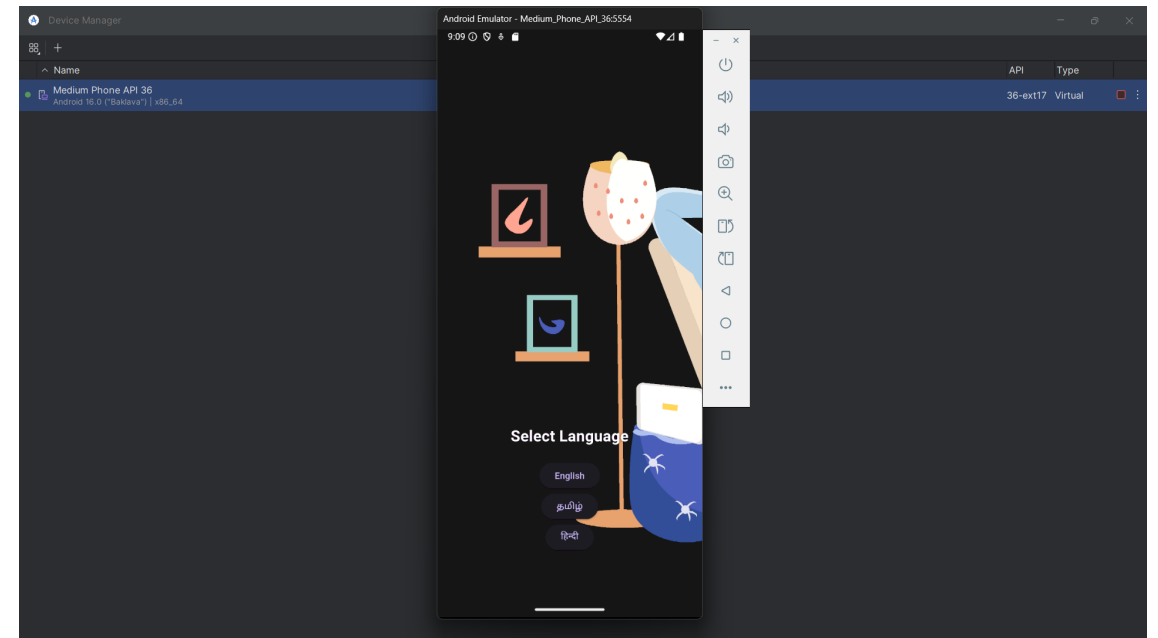 Device Manager
Android Emulator - Medium_Phone_API_36:5554
9:09
Name
API
Type
Medium Phone API 36
Android 16.0 ("Baklava") | x86_64
36-ext17
Virtual
Select Language
English
தமிழ்
हिन्दी